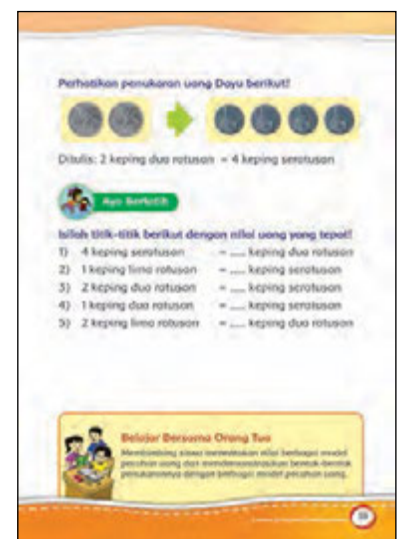 Perhatikan penukaran uang Dayu berikut!
Ditulis: 2 keping dua ratusan = 4 keping seratusan
Ayo Berlatih
Isilah titik-titik berikut dengan nilai uang yang tepat!
1) 4 keping seratusan = .... keping dua ratusan
2) 1 keping lima ratusan = .... keping seratusan
3) 2 keping dua ratusan = .... keping seratusan
4) 1 keping dua ratusan = .... keping seratusan
5) 2 keping lima ratusan = .... keping dua ratusan
Belajar Bersama Orang Tua
Membimbing siswa menentukan nilai berbagai model
pecahan uang dan mendemonstrasikan bentuk-bentuk
penukarannya dengan berbagai model pecahan uang.